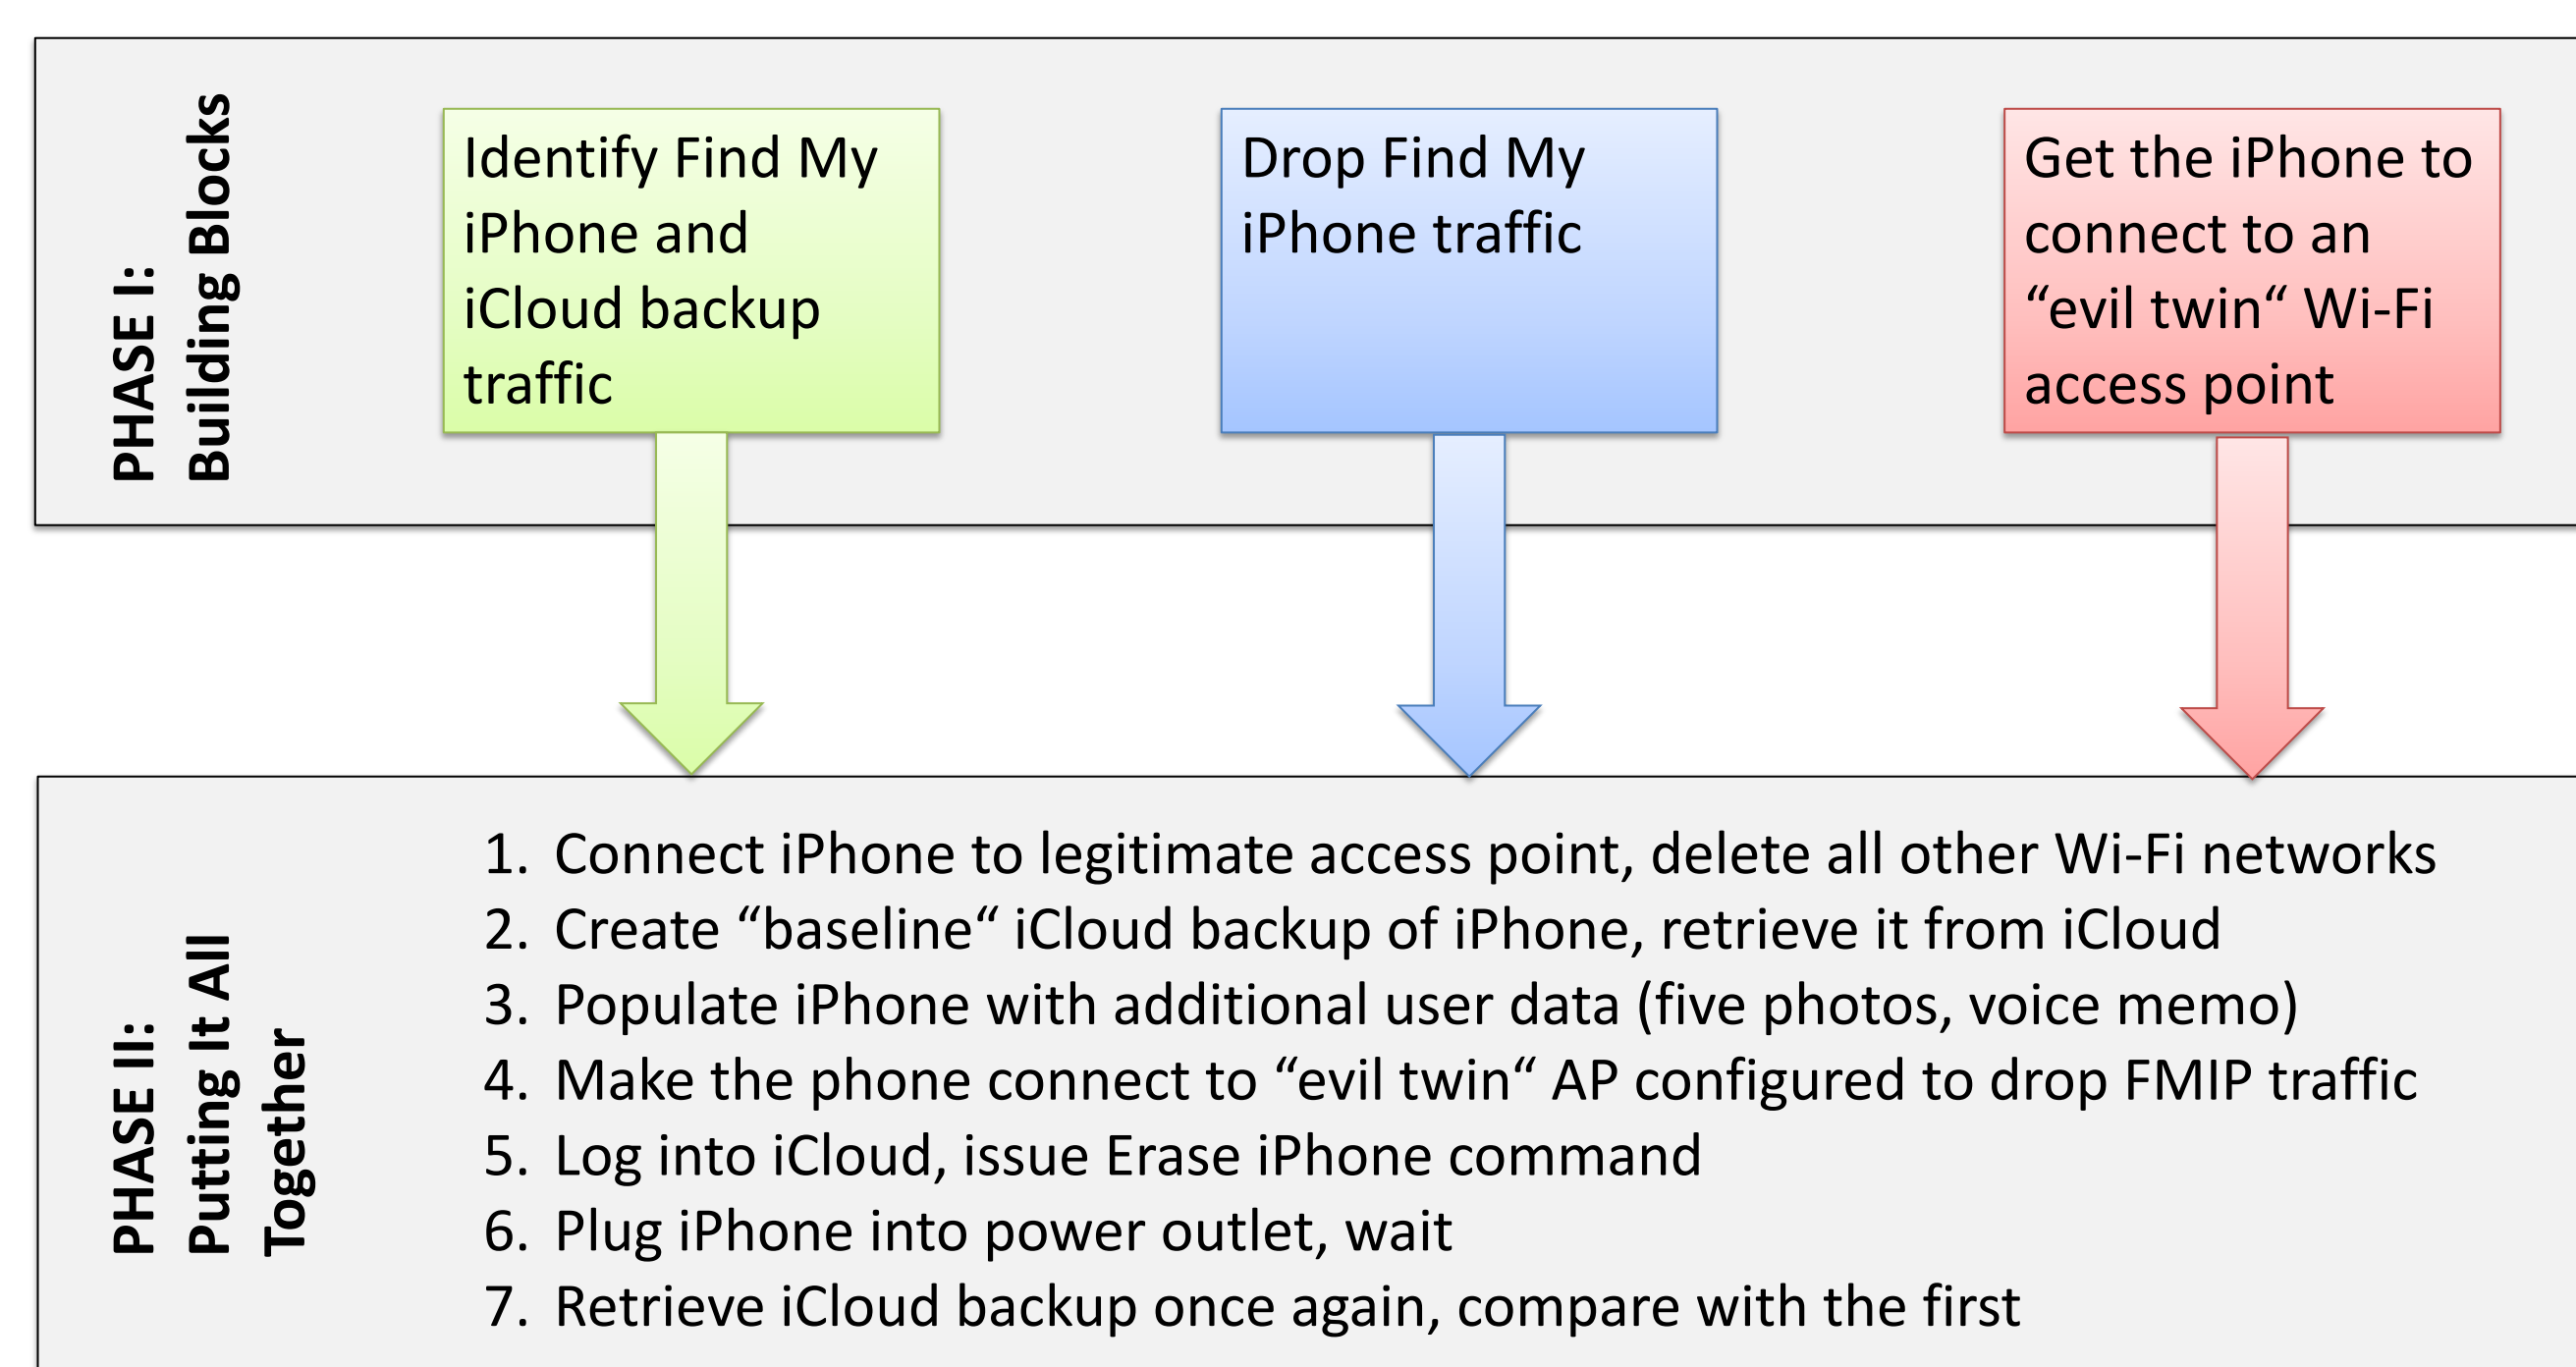 PHASE I:
Building Blocks
Identify Find My
iPhone and
iCloud backup
traffic
Drop Find My
iPhone traffic
Get the iPhone to
connect to an
“evil twin“ Wi-Fi
access point
PHASE II:
Putting It All
Together
1. Connect iPhone to legitimate access point, delete all other Wi-Fi networks
2. Create “baseline“ iCloud backup of iPhone, retrieve it from iCloud
3. Populate iPhone with additional user data (five photos, voice memo)
4. Make the phone connect to “evil twin“ AP configured to drop FMIP traffic
5. Log into iCloud, issue Erase iPhone command
6. Plug iPhone into power outlet, wait
7. Retrieve iCloud backup once again, compare with the first